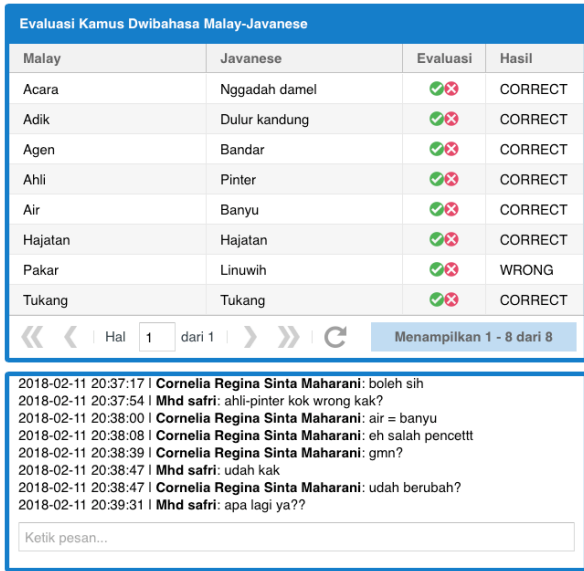 Evaluasi Kamus Dwibahasa Malay-Javanese
Malay Javanese Evaluasi Hasil
Acara Nggadah damel CORRECT
Adik Dulur kandung CORRECT
Agen Bandar CORRECT
Ahli Pinter CORRECT
Air Banyu CORRECT
Hajatan Hajatan CORRECT
Pakar Linuwih WRONG
Tukang Tukang CORRECT
Hal 1 dari 1 Menampilkan 1 - 8 dari 8
2018-02-11 20:37:17 | Cornelia Regina Sinta Maharani: boleh sih
2018-02-11 20:37:54 | Mhd safri: ahli-pinter kok wrong kak?
2018-02-11 20:38:00 | Cornelia Regina Sinta Maharani: air = banyu
2018-02-11 20:38:08 | Cornelia Regina Sinta Maharani: eh salah pencettt
2018-02-11 20:38:39 | Cornelia Regina Sinta Maharani: gmn?
2018-02-11 20:38:47 | Mhd safri: udah kak
2018-02-11 20:38:47 | Cornelia Regina Sinta Maharani: udah berubah?
2018-02-11 20:39:31 | Mhd safri: apa lagi ya??
Ketik pesan...